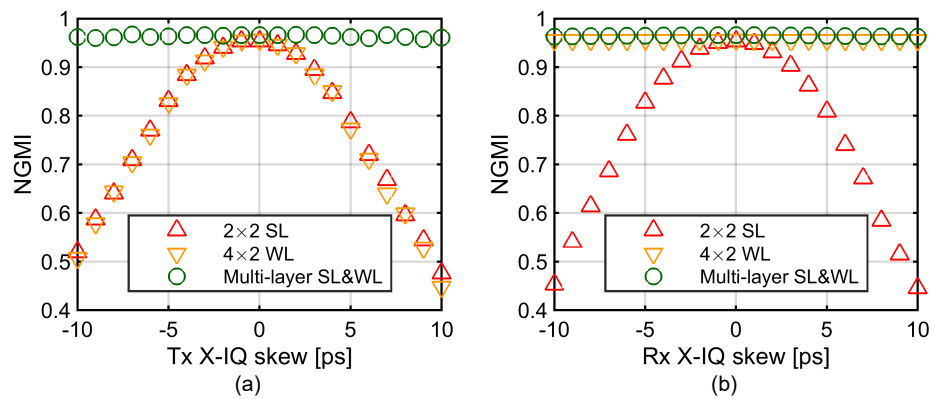 1
0.9
0.8
0.7
0.6
0.5
0.4
NGMI
2×2 SL
4×2 WL
Multi-layer SL&WL
-10 -5 0 5 10
Tx X-IQ skew [ps]
(a)
1
0.9
0.8
0.7
0.6
0.5
0.4
NGMI
2×2 SL
4×2 WL
Multi-layer SL&WL
-10 -5 0 5 10
Rx X-IQ skew [ps]
(b)